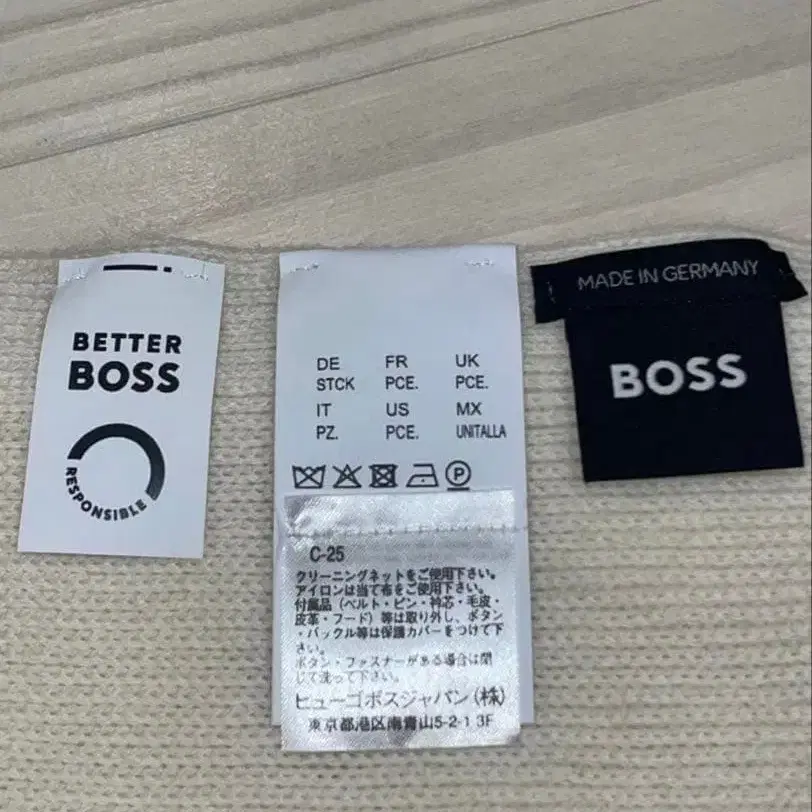 BETTER
BOSS
RESPONSIBLE
DE FR UK
STCK PCE. PCE.
IT US MX
PZ. PCE. UNITALLA
P
C-25
クリーニングネットをご使用下さい。
アイロンは当て布をご使用下さい。
付属品（ベルト・ピン・衿芯・毛皮・
皮革・フード）等は取り外し、ボタン
・バックル等は保護カバーをつけて下
さい。
ボタン・ファスナーがある場合は閉
じて洗って下さい。
ヒューゴボスジャパン（株）
東京都港区南青山5-2-1 3F
MADE IN GERMANY
BOSS